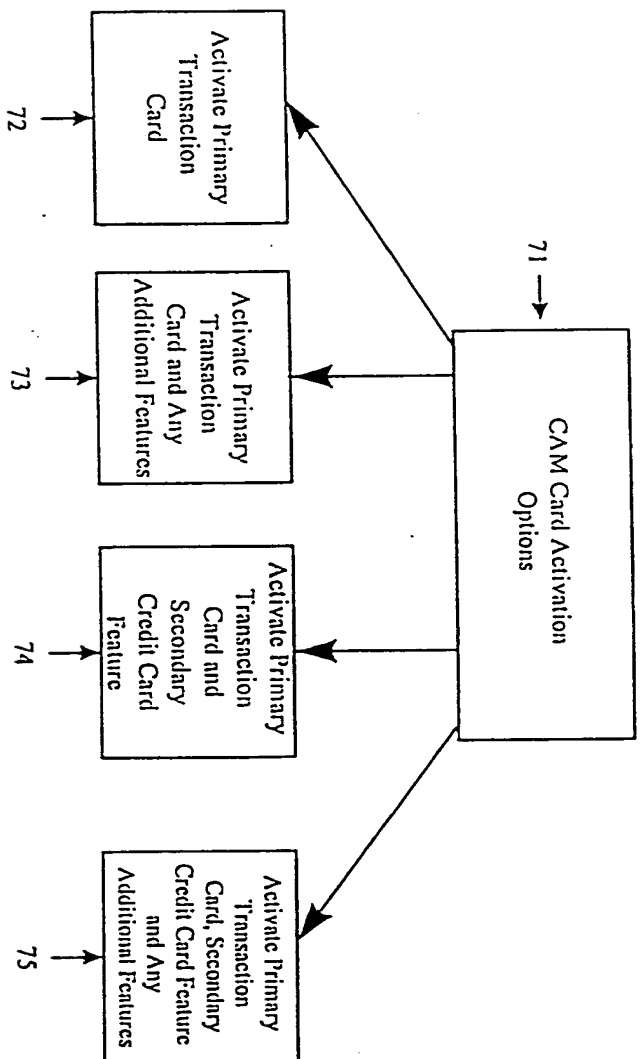 71
CAM Card Activation
Options
Activate Primary
Transaction
Card
72
Activate Primary
Transaction
Card and Any
Additional Features
73
Activate Primary
Transaction
Card and
Secondary
Credit Card
Feature
74
Activate Primary
Transaction
Card, Secondary
Credit Card Feature
and Any
Additional Features
75